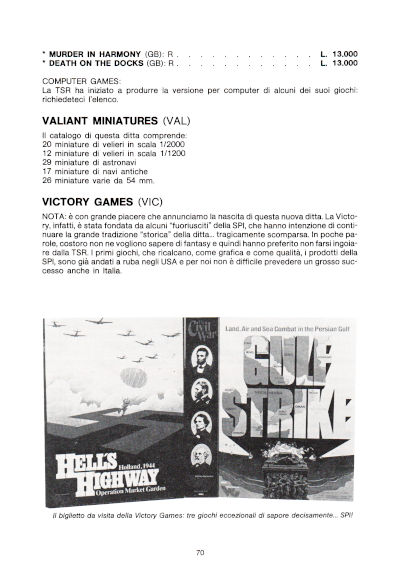 * MURDER IN HARMONY (GB): R . . . . . . . . . . . . L. 13.000
* DEATH ON THE DOCKS (GB): R . . . . . . . . . . . . L. 13.000
COMPUTER GAMES:
La TSR ha iniziato a produrre la versione per computer di alcuni dei suoi giochi:
richiedeteci l'elenco.
VALIANT MINIATURES (VAL)
Il catalogo di questa ditta comprende:
20 miniature di velieri in scala 1/2000
12 miniature di velieri in scala 1/1200
29 miniature di astronavi
17 miniature di navi antiche
26 miniature varie da 54 mm.
VICTORY GAMES (VIC)
NOTA: è con grande piacere che annunciamo la nascita di questa nuova ditta. La Victo-
ry, infatti, è stata fondata da alcuni "fuoriusciti" della SPI, che hanno intenzione di conti-
nuare la grande tradizione "storica" della ditta... tragicamente scomparsa. In poche pa-
role, costoro non ne vogliono sapere di fantasy e quindi hanno preferito non farsi ingoia-
re dalla TSR. I primi giochi, che ricalcano, come grafica e come qualità, i prodotti della
SPI, sono già andati a ruba negli USA e per noi non è difficile prevedere un grosso suc-
cesso anche in Italia.
HELL'S
HIGHWAY
Holland, 1944
Operation Market Garden
Civil
War
Land, Air and Sea Combat in the Persian Gulf
GULF
STRIKE
Il biglietto da visita della Victory Games: tre giochi eccezionali di sapore decisamente... SPI!
70